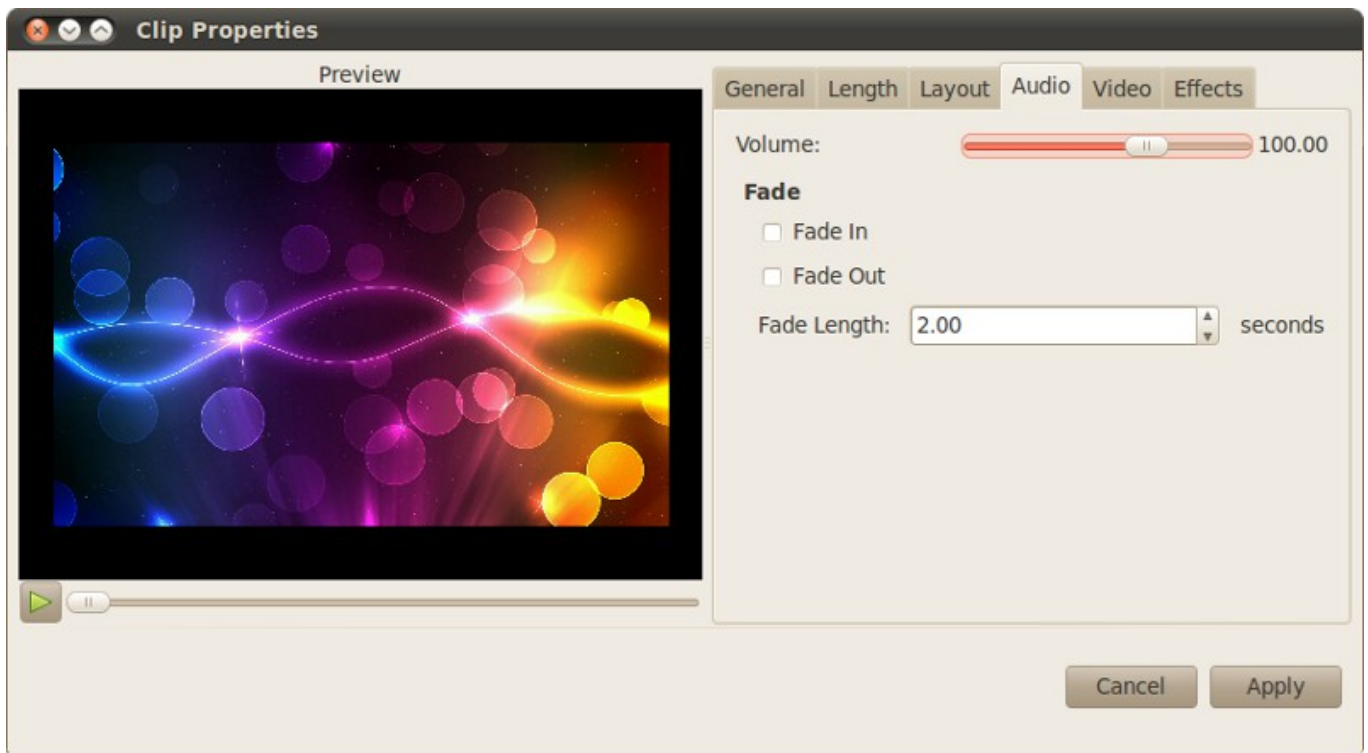 Clip Properties
Preview
General Length Layout Audio Video Effects
Volume: 100.00
Fade
Fade In
Fade Out
Fade Length: 2.00 seconds
Cancel Apply